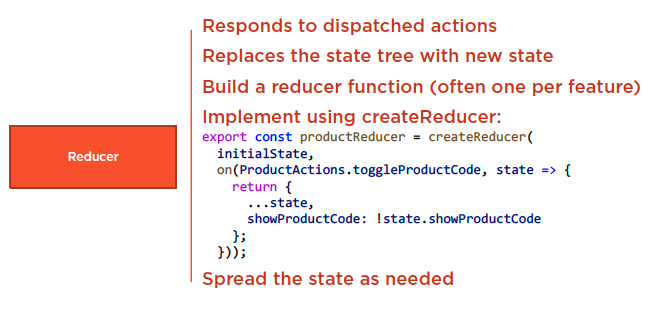 Responds to dispatched actions
Replaces the state tree with new state
Build a reducer function (often one per feature)
Implement using createReducer:
Reducer
export const productReducer = createReducer(
  initialState,
  on(ProductActions.toggleProductCode, state => {
    return {
      ...state,
      showProductCode: !state.showProductCode
    };
  }));
Spread the state as needed